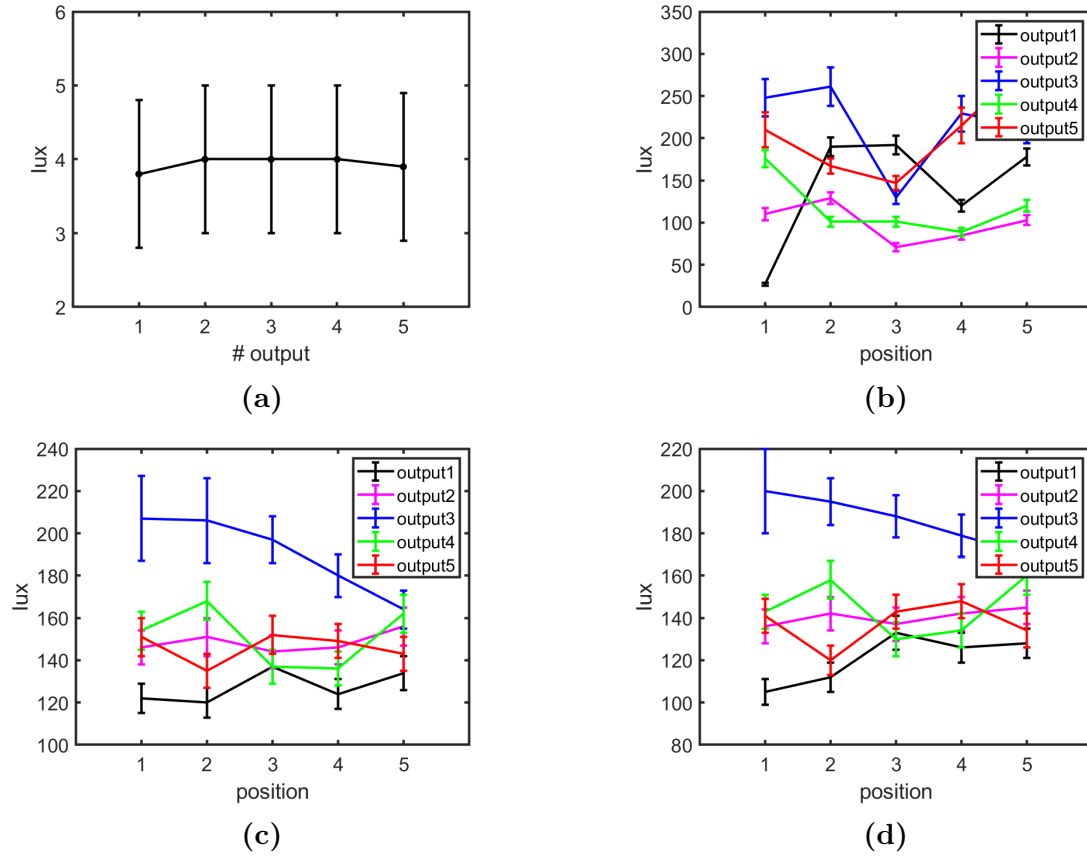 6
5
4
3
2
lux
1 2 3 4 5
# output
(a)
350
300
250
200
150
100
50
0
lux
output1
output2
output3
output4
output5
1 2 3 4 5
position
(b)
240
220
200
180
160
140
120
100
lux
output1
output2
output3
output4
output5
1 2 3 4 5
position
(c)
220
200
180
160
140
120
100
80
lux
output1
output2
output3
output4
output5
1 2 3 4 5
position
(d)